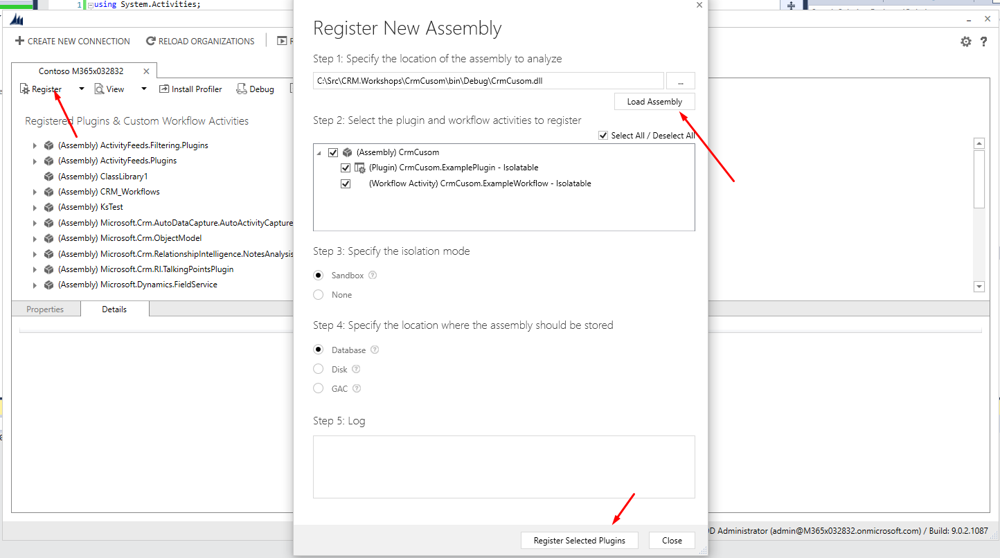 1 using System.Activities;
CREATE NEW CONNECTION RELOAD ORGANIZATIONS
Contoso M365x032832
Register View Install Profiler Debug
Registered Plugins & Custom Workflow Activities
(Assembly) ActivityFeeds.Filtering.Plugins
(Assembly) ActivityFeeds.Plugins
(Assembly) ClassLibrary1
(Assembly) CRM_Workflows
(Assembly) KsTest
(Assembly) Microsoft.Crm.AutoDataCapture.AutoActivityCapture
(Assembly) Microsoft.Crm.ObjectModel
(Assembly) Microsoft.Crm.RelationshipIntelligence.NotesAnalysis
(Assembly) Microsoft.Crm.RI.TalkingPointsPlugin
(Assembly) Microsoft.Dynamics.FieldService
Properties Details
Register New Assembly
Step 1: Specify the location of the assembly to analyze
C:\Src\CRM.Workshops\CrmCusom\bin\Debug\CrmCusom.dll ...
Load Assembly
Step 2: Select the plugin and workflow activities to register
Select All / Deselect All
(Assembly) CrmCusom
(Plugin) CrmCusom.ExamplePlugin - Isolatable
(Workflow Activity) CrmCusom.ExampleWorkflow - Isolatable
Step 3: Specify the isolation mode
Sandbox ?
None
Step 4: Specify the location where the assembly should be stored
Database ?
Disk ?
GAC ?
Step 5: Log
Register Selected Plugins Close
?
D Administrator (admin@M365x032832.onmicrosoft.com) / Build: 9.0.2.1087